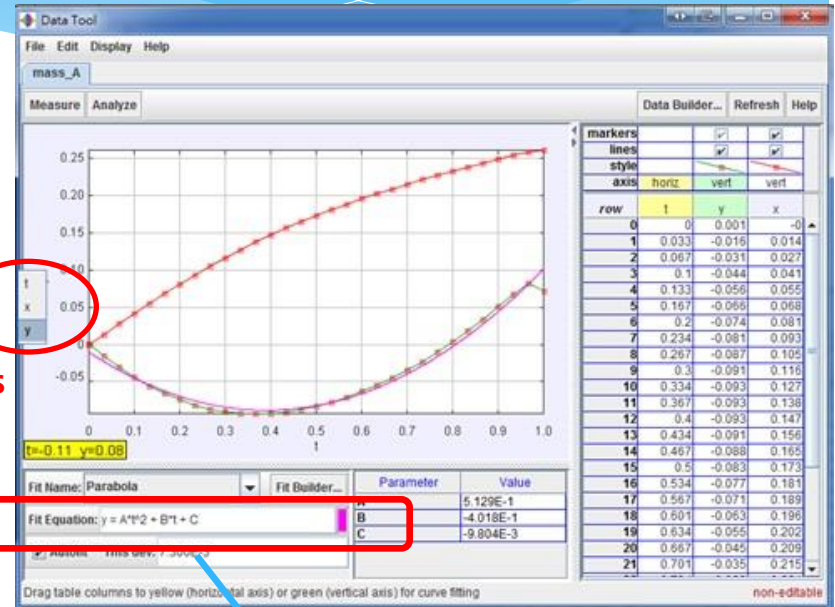 Data Tool
File Edit Display Help
mass_A
Measure Analyze
Data Builder... Refresh Help
markers
lines
style
axis horiz vert vert
row t y x
0 0 0.001 -0
1 0.033 -0.016 0.014
2 0.067 -0.031 0.027
3 0.1 -0.044 0.041
4 0.133 -0.056 0.055
5 0.167 -0.066 0.068
6 0.2 -0.074 0.081
7 0.234 -0.081 0.093
8 0.267 -0.087 0.105
9 0.3 -0.091 0.116
10 0.334 -0.093 0.127
11 0.367 -0.093 0.138
12 0.4 -0.093 0.147
13 0.434 -0.091 0.156
14 0.467 -0.088 0.165
15 0.5 -0.083 0.173
16 0.534 -0.077 0.181
17 0.567 -0.071 0.189
18 0.601 -0.063 0.196
19 0.634 -0.055 0.202
20 0.667 -0.045 0.209
21 0.701 -0.035 0.215
0.25
0.20
0.15
0.10
0.05
0
-0.05
t
x
y
s
0 0.1 0.2 0.3 0.4 0.5 0.6 0.7 0.8 0.9 1.0
t
t=-0.11 y=0.08
Fit Name: Parabola
Fit Builder...
Parameter Value
A 5.129E-1
B -4.018E-1
C -9.804E-3
Fit Equation: y = A*t^2 + B*t + C
Autofit
Drag table columns to yellow (horizontal axis) or green (vertical axis) for curve fitting
non-editable